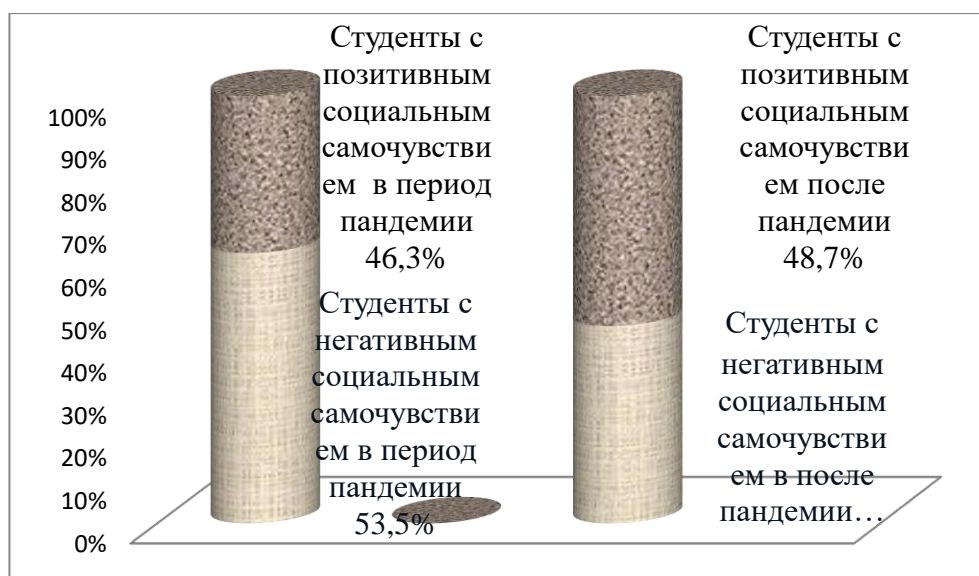 100%
90%
80%
70%
60%
50%
40%
30%
20%
10%
0%
Студенты с
позитивным
социальным
самочувстви
ем в период
пандемии
46,3%
Студенты с
негативным
социальным
самочувстви
ем в период
пандемии
53,5%
Студенты с
позитивным
социальным
самочувстви
ем после
пандемии
48,7%
Студенты с
негативным
социальным
самочувстви
ем в после
пандемии…